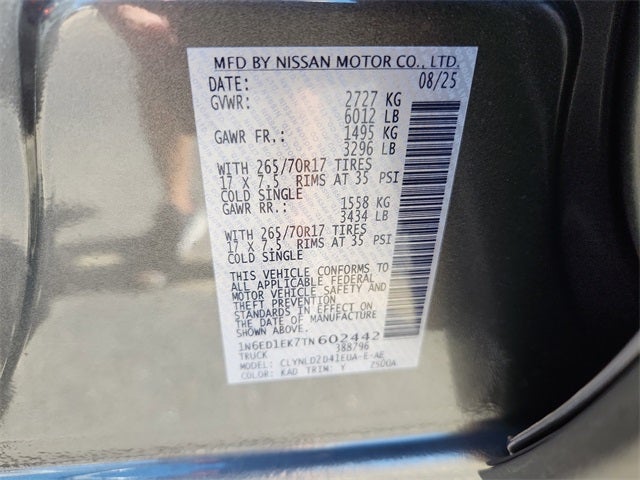 MFD BY NISSAN MOTOR CO., LTD.
DATE: 08/25
GVWR: 2727 KG
6012 LB
GAWR FR.: 1495 KG
3296 LB
WITH 265/70R17 TIRES
17 X 7.5 RIMS AT 35 PSI
COLD SINGLE
GAWR RR.: 1558 KG
3434 LB
WITH 265/70R17 TIRES
17 X 7.5 RIMS AT 35 PSI
COLD SINGLE
THIS VEHICLE CONFORMS TO
ALL APPLICABLE FEDERAL
MOTOR VEHICLE SAFETY AND
THEFT PREVENTION
STANDARDS IN EFFECT ON
THE DATE OF MANUFACTURE
SHOWN ABOVE.
1N6ED1EK7TN602442
TRUCK 388796
MODEL: CLYNLD2D41EUA-E-AE
COLOR: KAD TRIM: Y 7500A